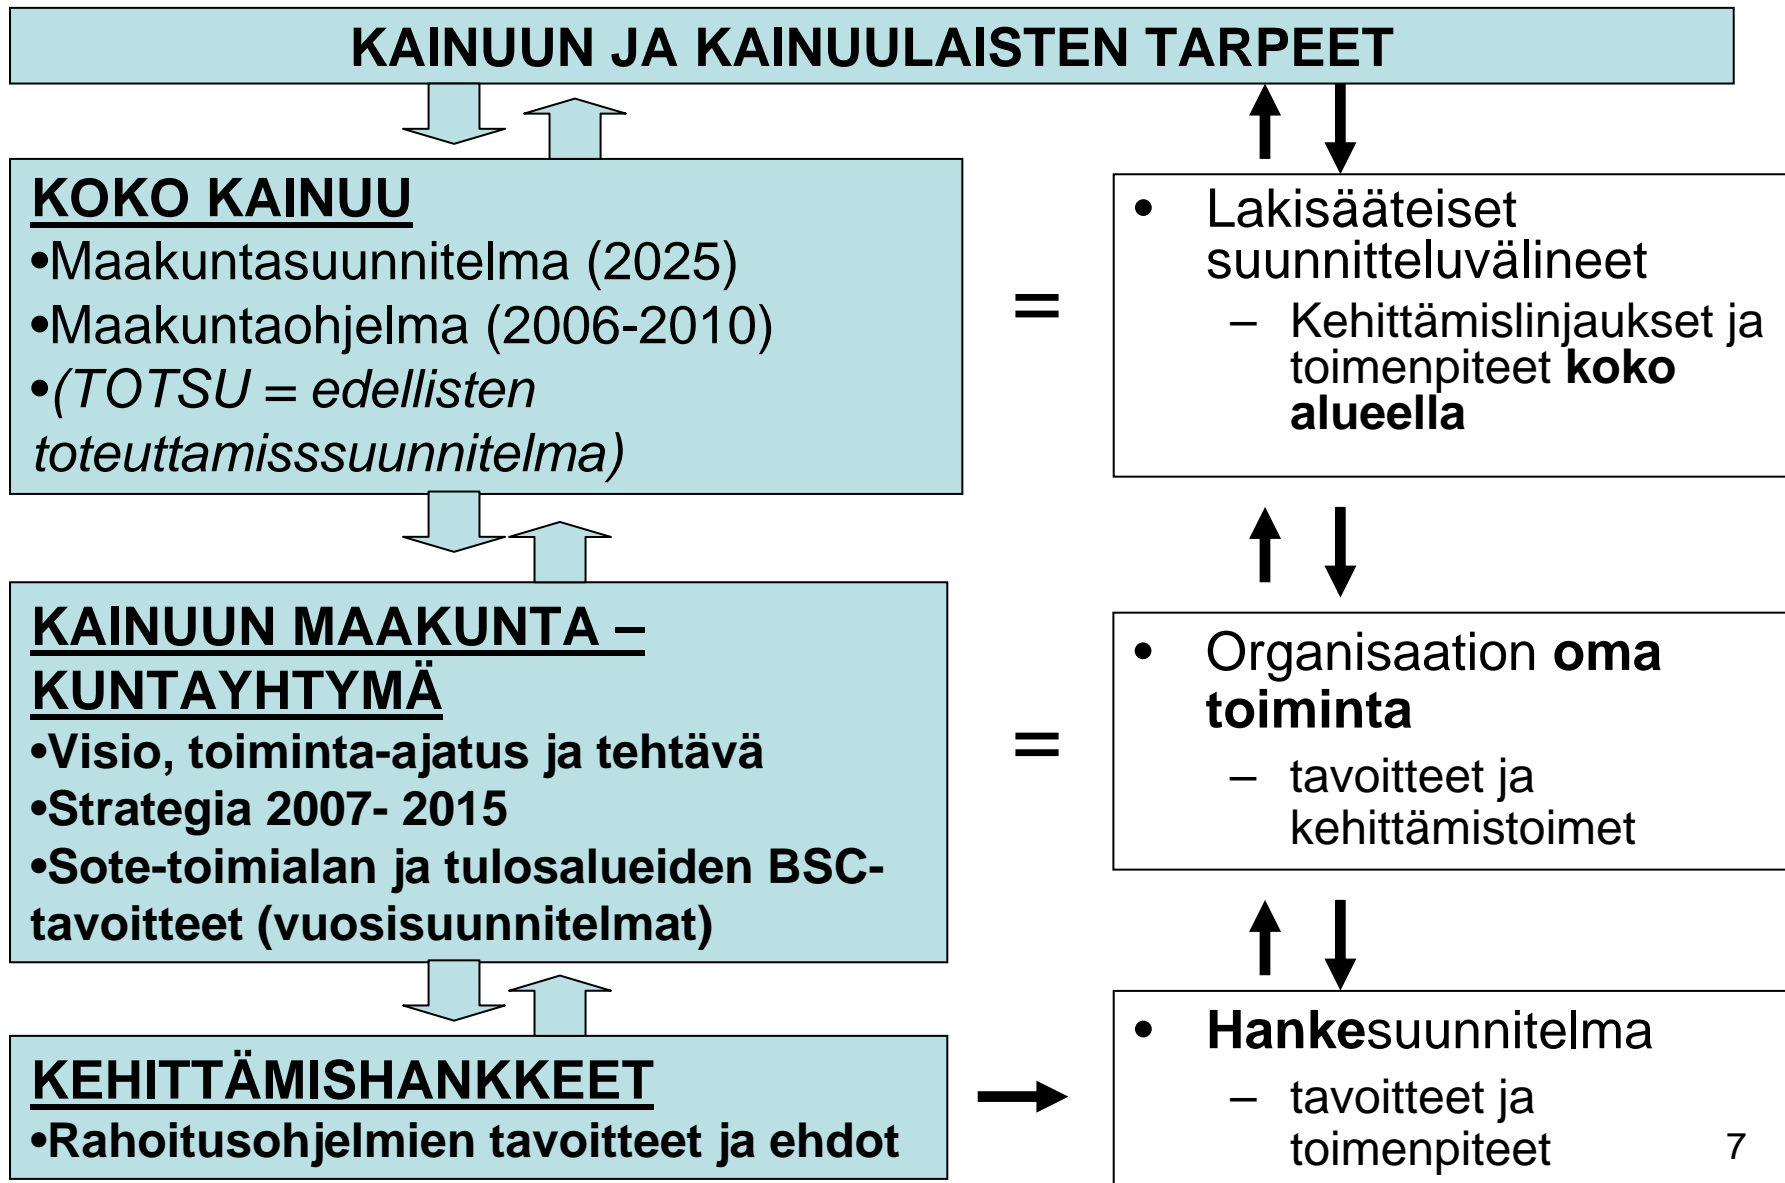 KAINUUN JA KAINUULAISTEN TARPEET
KOKO KAINUU
•Maakuntasuunnitelma (2025)
•Maakuntaohjelma (2006-2010)
•(TOTSU = edellisten
toteuttamisssuunnitelma)
=
• Lakisääteiset
suunnitteluvälineet
– Kehittämislinjaukset ja
toimenpiteet koko
alueella
KAINUUN MAAKUNTA –
KUNTAYHTYMÄ
•Visio, toiminta-ajatus ja tehtävä
•Strategia 2007- 2015
•Sote-toimialan ja tulosalueiden BSC-
tavoitteet (vuosisuunnitelmat)
=
• Organisaation oma
toiminta
– tavoitteet ja
kehittämistoimet
KEHITTÄMISHANKKEET
•Rahoitusohjelmien tavoitteet ja ehdot
• Hankesuunnitelma
– tavoitteet ja
toimenpiteet
7